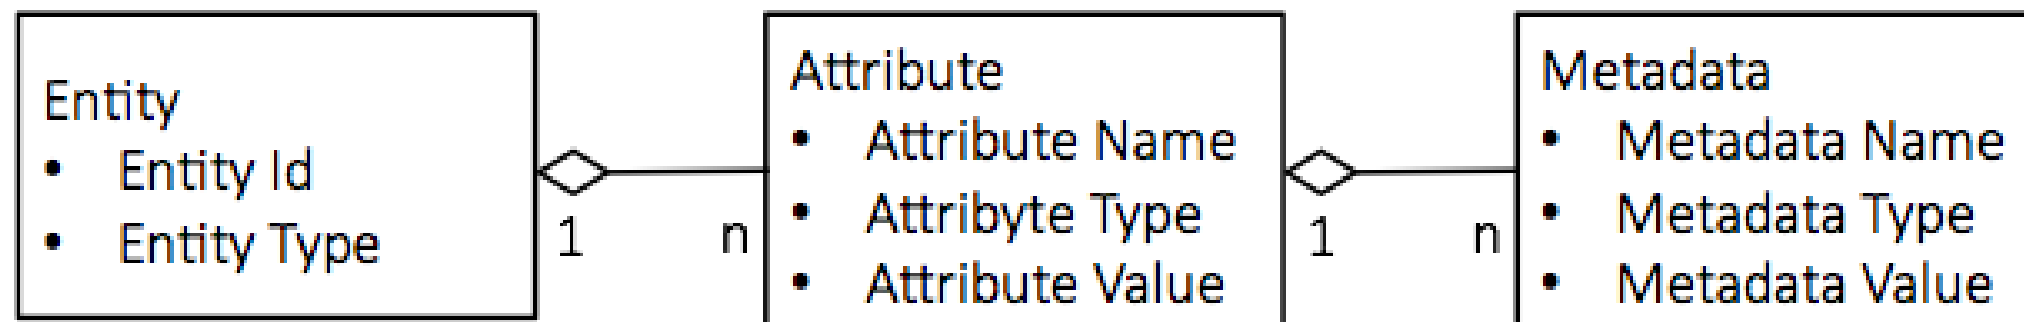 Entity
• Entity Id
• Entity Type
1
n
Attribute
• Attribute Name
• Attribyte Type
• Attribute Value
1
n
Metadata
• Metadata Name
• Metadata Type
• Metadata Value